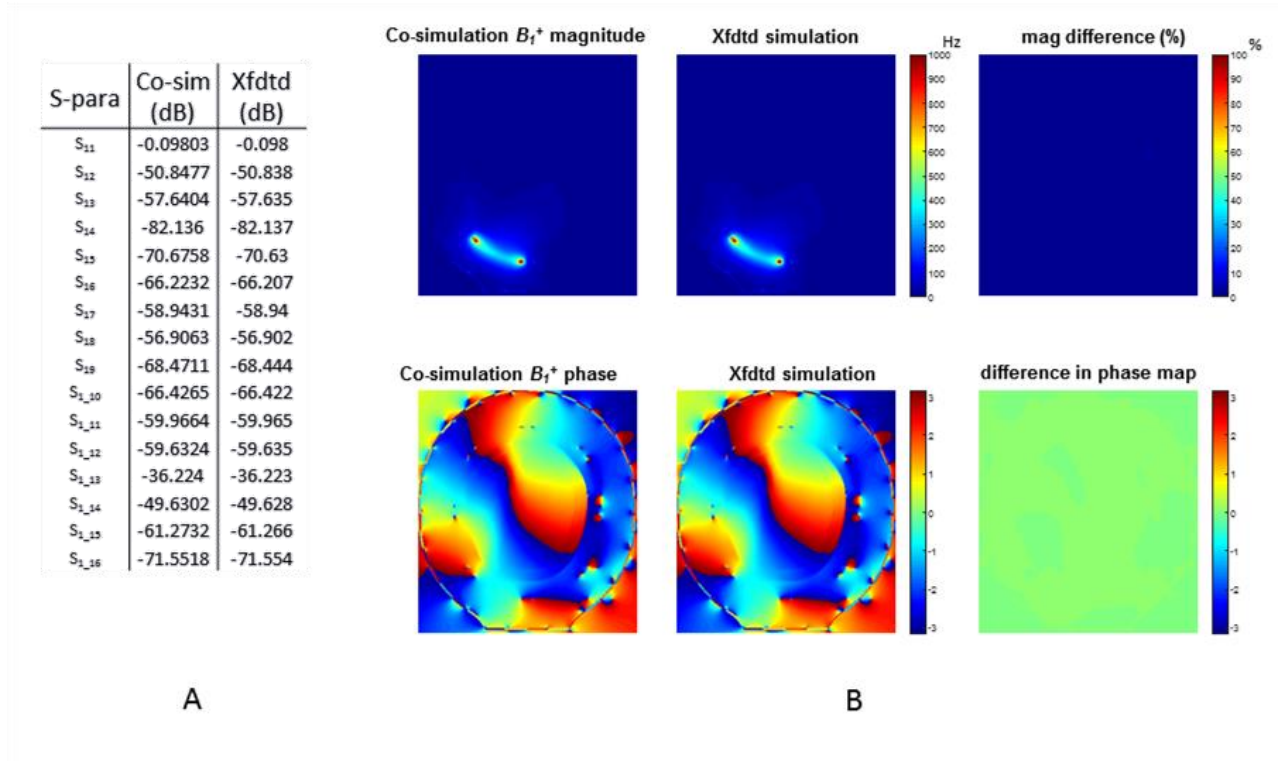 S-para Co-sim (dB) Xfdtd (dB)
S11 -0.09803 -0.098
S12 -50.8477 -50.838
S13 -57.6404 -57.635
S14 -82.136 -82.137
S15 -70.6758 -70.63
S16 -66.2232 -66.207
S17 -58.9431 -58.94
S18 -56.9063 -56.902
S19 -68.4711 -68.444
S1_10 -66.4265 -66.422
S1_11 -59.9664 -59.965
S1_12 -59.6324 -59.635
S1_13 -36.224 -36.223
S1_14 -49.6302 -49.628
S1_15 -61.2732 -61.266
S1_16 -71.5518 -71.554
A
Co-simulation B1+ magnitude
Xfdtd simulation
Hz
1000
900
800
700
600
500
400
300
200
100
0
mag difference (%)
%
100
90
80
70
60
50
40
30
20
10
0
Co-simulation B1+ phase
Xfdtd simulation
3
2
1
0
-1
-2
-3
difference in phase map
3
2
1
0
-1
-2
-3
B